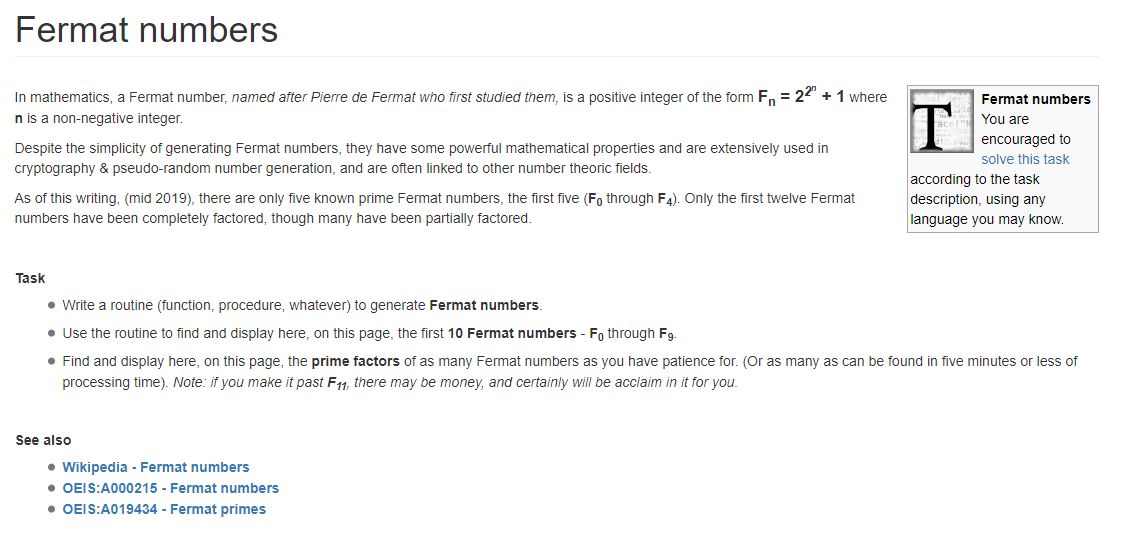 Fermat numbers
In mathematics, a Fermat number, named after Pierre de Fermat who first studied them, is a positive integer of the form Fn = 2^2^n + 1 where
n is a non-negative integer.
Despite the simplicity of generating Fermat numbers, they have some powerful mathematical properties and are extensively used in
cryptography & pseudo-random number generation, and are often linked to other number theoric fields.
As of this writing, (mid 2019), there are only five known prime Fermat numbers, the first five (F0 through F4). Only the first twelve Fermat
numbers have been completely factored, though many have been partially factored.
T
Fermat numbers
You are
encouraged to
solve this task
according to the task
description, using any
language you may know.
Task
Write a routine (function, procedure, whatever) to generate Fermat numbers.
Use the routine to find and display here, on this page, the first 10 Fermat numbers - F0 through F9.
Find and display here, on this page, the prime factors of as many Fermat numbers as you have patience for. (Or as many as can be found in five minutes or less of
processing time). Note: if you make it past F11, there may be money, and certainly will be acclaim in it for you.
See also
Wikipedia - Fermat numbers
OEIS:A000215 - Fermat numbers
OEIS:A019434 - Fermat primes